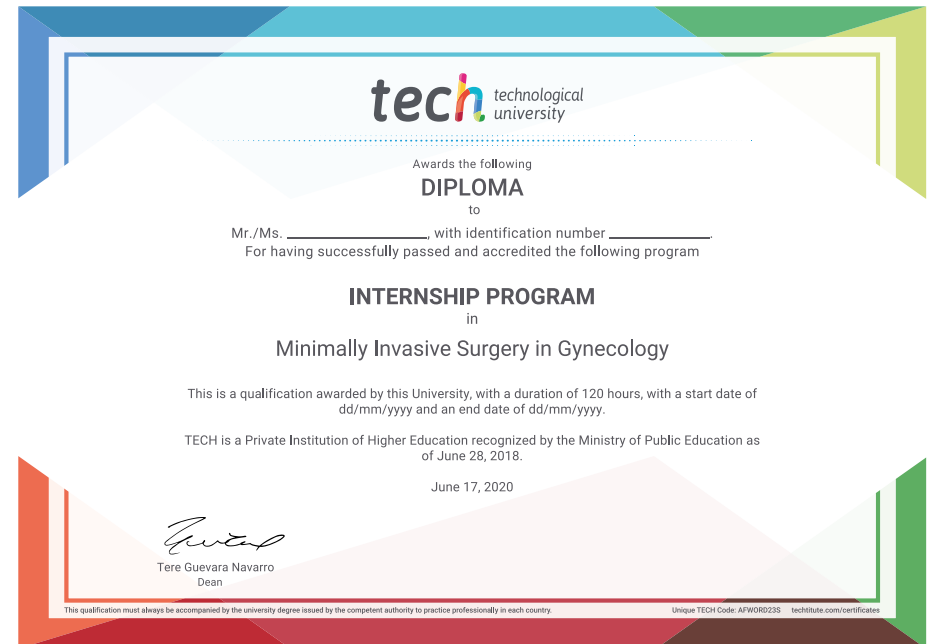 tech technological
university
Awards the following
DIPLOMA
to
Mr./Ms. ____________________, with identification number ______________.
For having successfully passed and accredited the following program
INTERNSHIP PROGRAM
in
Minimally Invasive Surgery in Gynecology
This is a qualification awarded by this University, with a duration of 120 hours, with a start date of
dd/mm/yyyy and an end date of dd/mm/yyyy.
TECH is a Private Institution of Higher Education recognized by the Ministry of Public Education as
of June 28, 2018.
June 17, 2020
Tere Guevara Navarro
Dean
This qualification must always be accompanied by the university degree issued by the competent authority to practice professionally in each country.
Unique TECH Code: AFWORD23S techtitute.com/certificates